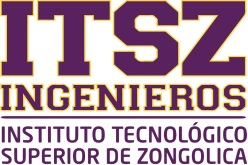 ITSZ
INGENIEROS
INSTITUTO TECNOLÓGICO
SUPERIOR DE ZONGOLICA